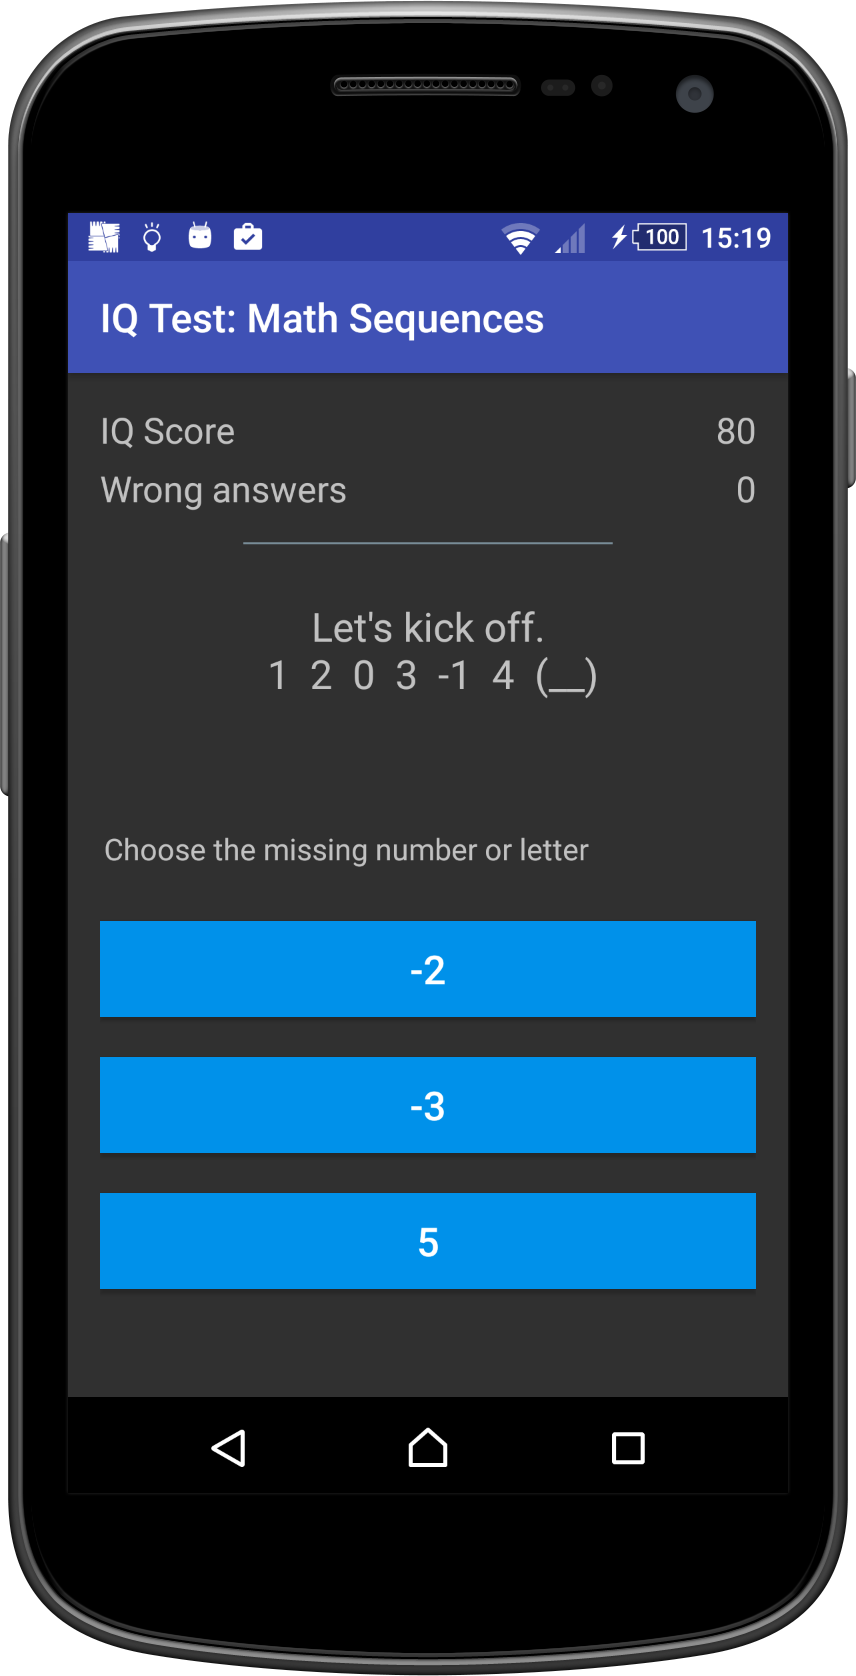 100 15:19
IQ Test: Math Sequences
IQ Score 80
Wrong answers 0
Let's kick off.
1 2 0 3 -1 4 (__)
Choose the missing number or letter
-2
-3
5